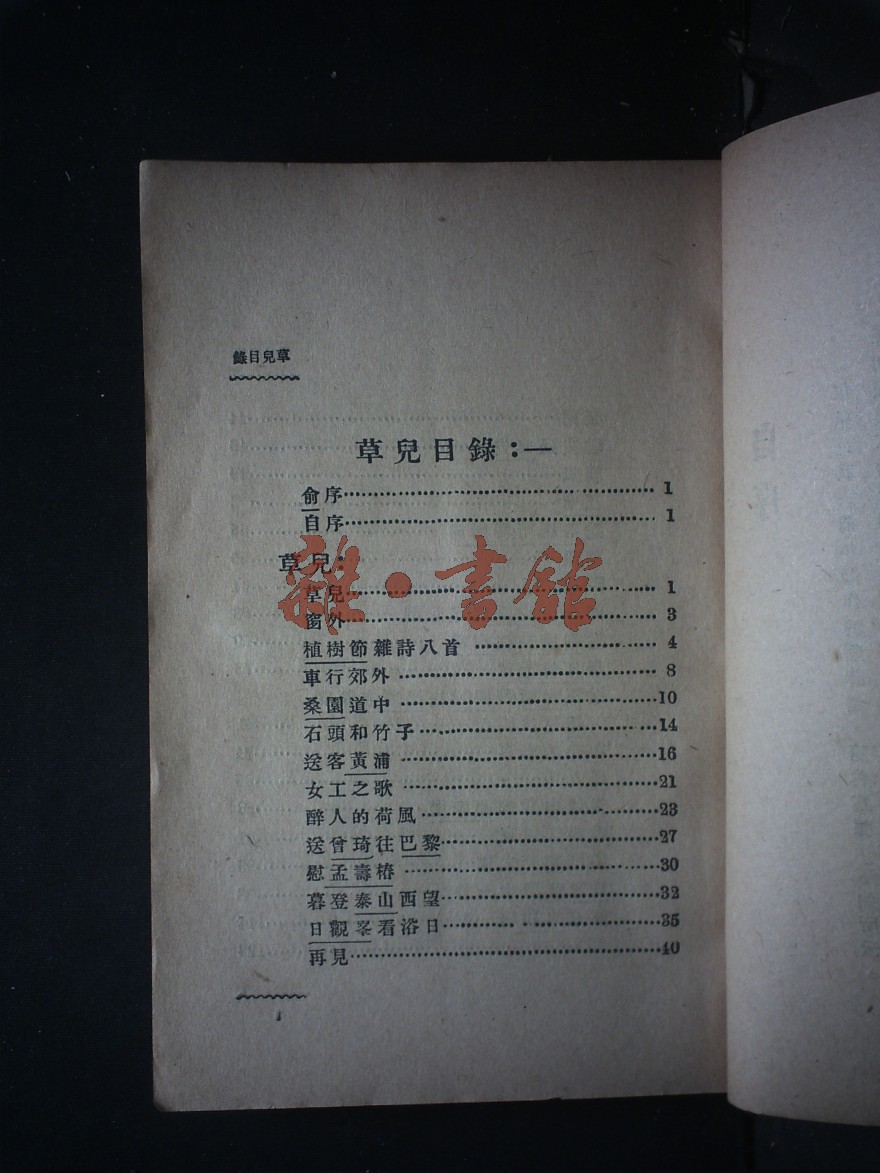 錄目兒草
草兒目錄：—
俞序 1
自序 1
草兒：
草兒 1
窗外 3
植樹節雜詩八首 4
車行郊外 8
桑園道中 10
石頭和竹子 14
送客黃浦 16
女工之歌 21
醉人的荷風 23
送曾琦往巴黎 27
慰孟壽椿 30
暮登泰山西望 32
日觀峯看浴日 35
再見 40
1
雜·書館